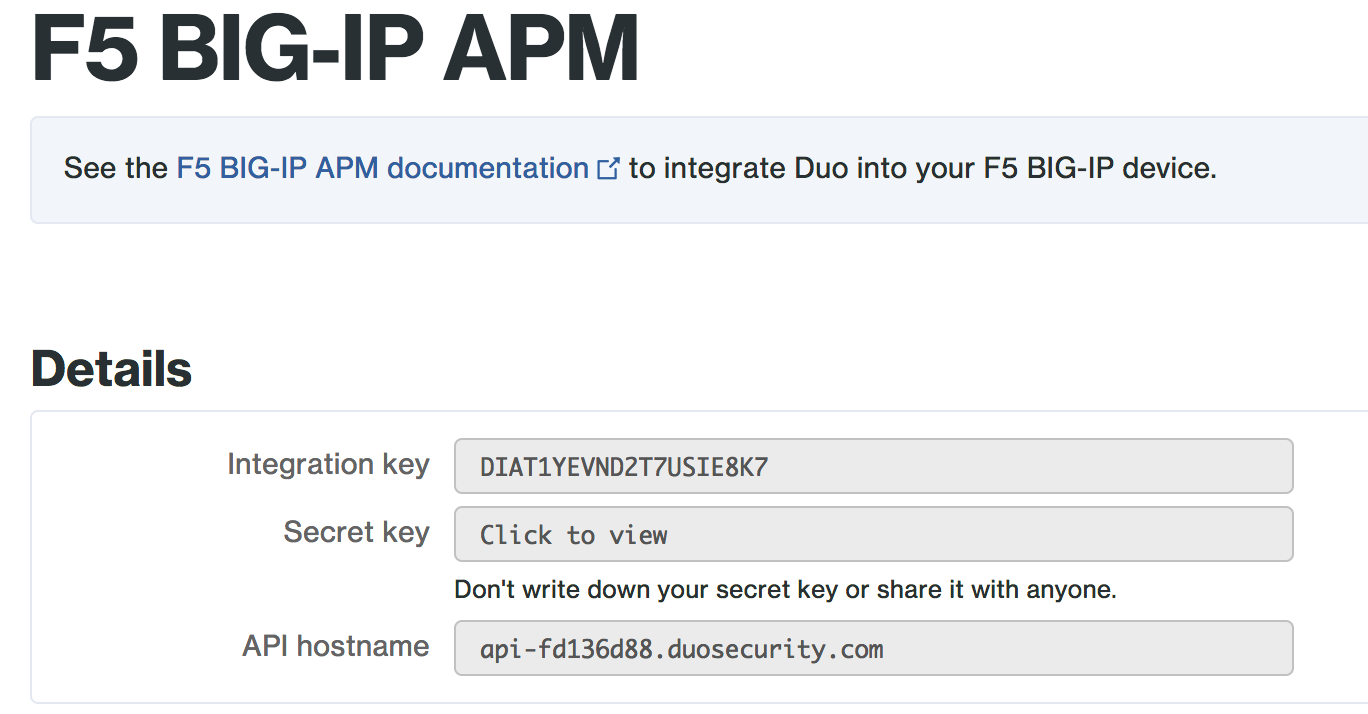 F5 BIG-IP APM
See the F5 BIG-IP APM documentation to integrate Duo into your F5 BIG-IP device.
Details
Integration key DIAT1YEVND2T7USIE8K7
Secret key Click to view
Don't write down your secret key or share it with anyone.
API hostname api-fd136d88.duosecurity.com